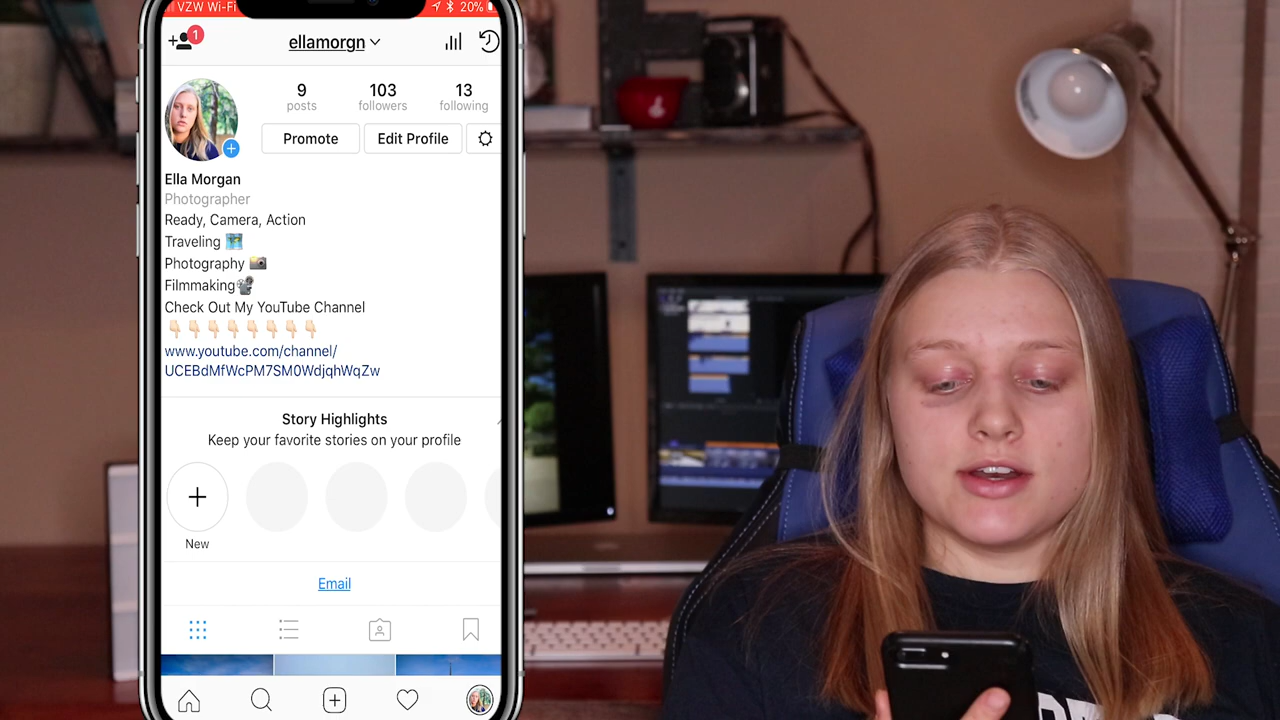 VZW Wi-Fi
20%
1
ellamorgn
9 103 13
posts followers following
Promote Edit Profile
Ella Morgan
Photographer
Ready, Camera, Action
Traveling
Photography
Filmmaking
Check Out My YouTube Channel
www.youtube.com/channel/
UCEBdMfWcPM7SM0WdjqhWqZw
Story Highlights
Keep your favorite stories on your profile
New
Email